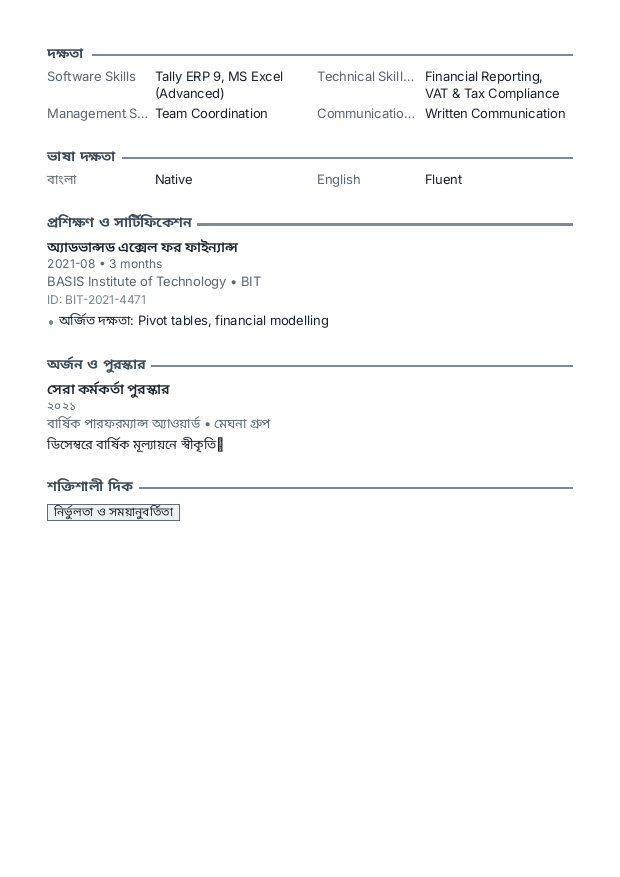 দক্ষতা
Software Skills Tally ERP 9, MS Excel (Advanced)
Technical Skill... Financial Reporting, VAT & Tax Compliance
Management S... Team Coordination
Communicatio... Written Communication
ভাষা দক্ষতা
বাংলা Native English Fluent
প্রশিক্ষণ ও সার্টিফিকেশন
অ্যাডভান্সড এক্সেল ফর ফাইন্যান্স
2021-08 • 3 months
BASIS Institute of Technology • BIT
ID: BIT-2021-4471
• অর্জিত দক্ষতা: Pivot tables, financial modelling
অর্জন ও পুরস্কার
সেরা কর্মকর্তা পুরস্কার
২০২১
বার্ষিক পারফরম্যান্স অ্যাওয়ার্ড • মেঘনা গ্রুপ
ডিসেম্বরে বার্ষিক মূল্যায়নে স্বীকৃতি
শক্তিশালী দিক
নির্ভুলতা ও সময়ানুবর্তিতা